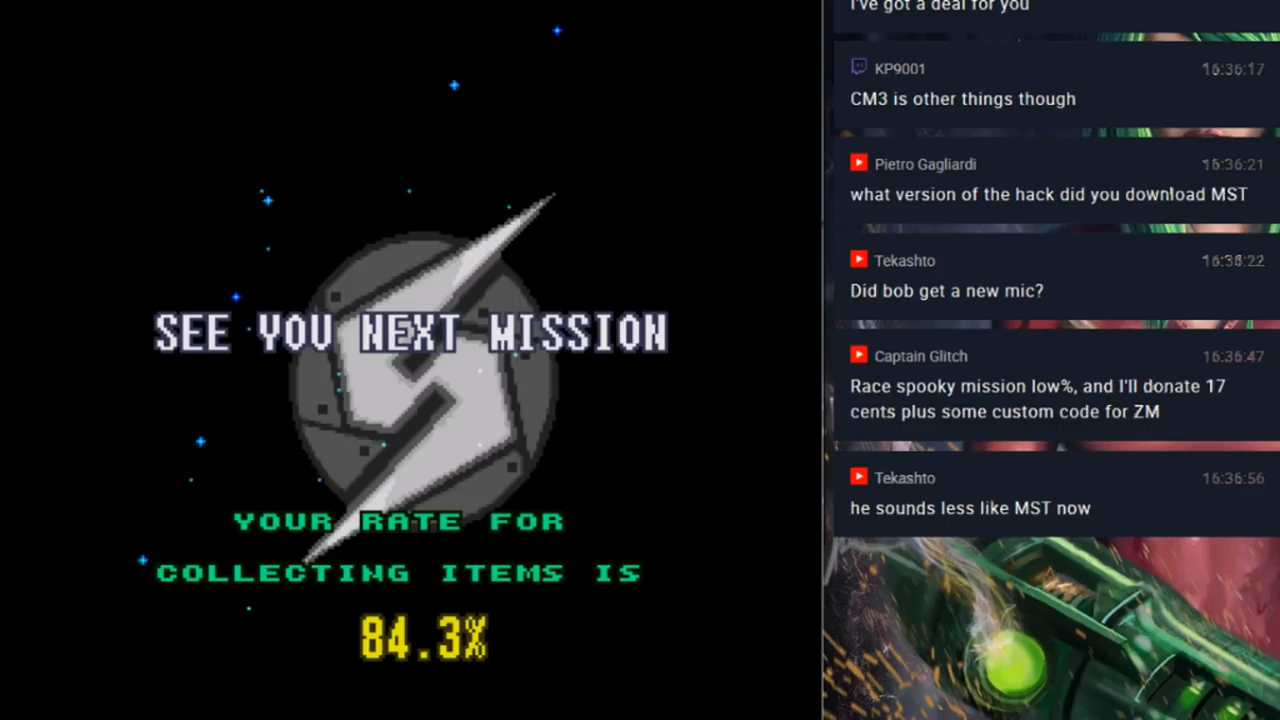 SEE YOU NEXT MISSION
YOUR RATE FOR
COLLECTING ITEMS IS
84.3%
I've got a deal for you
KP9001 16:36:17
CM3 is other things though
Pietro Gagliardi 16:36:21
what version of the hack did you download MST
Tekashto 16:36:22
Did bob get a new mic?
Captain Glitch 16:36:47
Race spooky mission low%, and I'll donate 17
cents plus some custom code for ZM
Tekashto 16:36:56
he sounds less like MST now